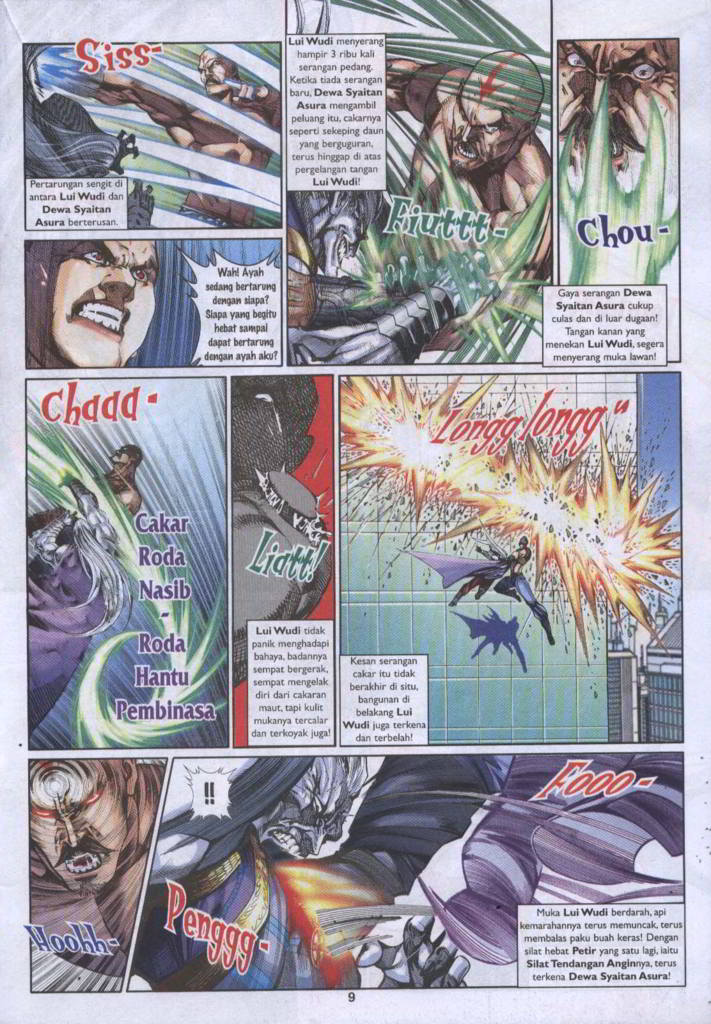 Siss-
Pertarungan sengit di
antara Lui Wudi dan
Dewa Syaitan
Asura berterusan.
Lui Wudi menyerang
hampir 3 ribu kali
serangan pedang.
Ketika tiada serangan
baru, Dewa Syaitan
Asura mengambil
peluang itu, cakarnya
seperti sekeping daun
yang berguguran,
terus hinggap di atas
pergelangan tangan
Lui Wudi!
Fiuttt-
Chou-
Gaya serangan Dewa
Syaitan Asura cukup
culas dan di luar dugaan!
Tangan kanan yang
menekan Lui Wudi, segera
menyerang muka lawan!
Wah! Ayah
sedang bertarung
dengan siapa?
Siapa yang begitu
hebat sampai
dapat bertarung
dengan ayah aku?
Chaaa-
Cakar
Roda
Nasib
-
Roda
Hantu
Pembinasa
Liatt!
Lui Wudi tidak
panik menghadapi
bahaya, badannya
sempat bergerak,
sempat mengelak
diri dari cakaran
maut, tapi kulit
mukanya tercalar
dan terkoyak juga!
Longg longg"
Kesan serangan
cakar itu tidak
berakhir di situ,
bangunan di
belakang Lui
Wudi juga terkena
dan terbelah!
Hoohh-
!!
Pengggg-
Fooo-
Muka Lui Wudi berdarah, api
kemarahannya terus memuncak, terus
membalas paku buah keras! Dengan
silat hebat Petir yang satu lagi, iaitu
Silat Tendangan Anginnya, terus
terkena Dewa Syaitan Asura!
9